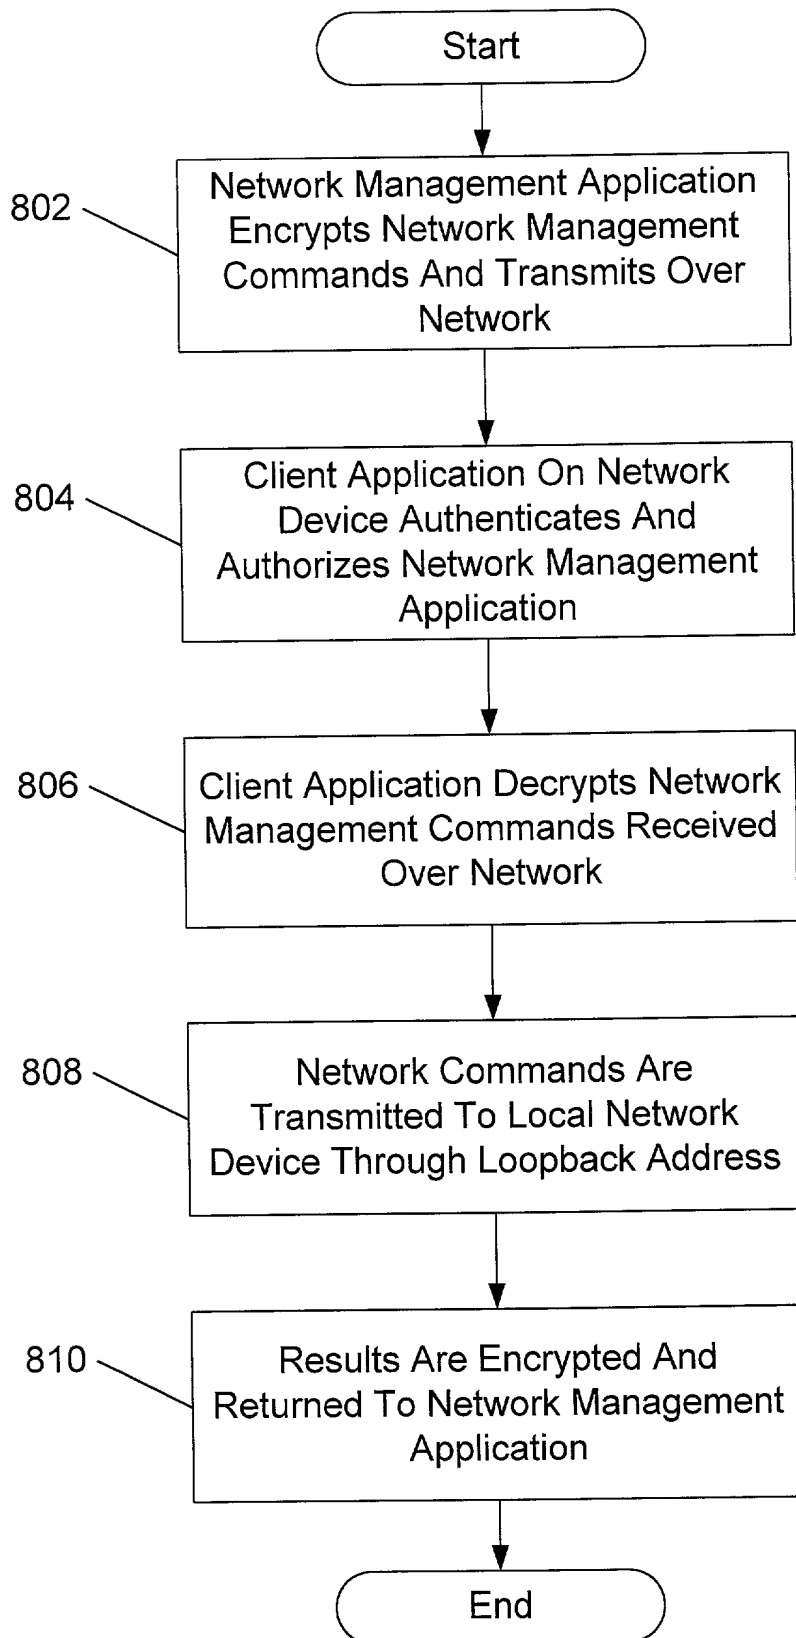 Start
802
Network Management Application
Encrypts Network Management
Commands And Transmits Over
Network
804
Client Application On Network
Device Authenticates And
Authorizes Network Management
Application
806
Client Application Decrypts Network
Management Commands Received
Over Network
808
Network Commands Are
Transmitted To Local Network
Device Through Loopback Address
810
Results Are Encrypted And
Returned To Network Management
Application
End